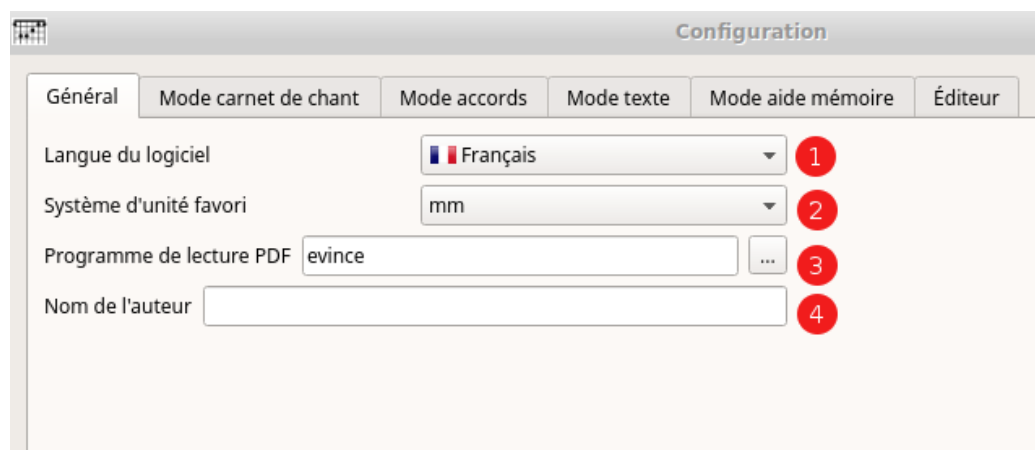 Configuration
Général Mode carnet de chant Mode accords Mode texte Mode aide mémoire Éditeur
Langue du logiciel Français 1
Système d'unité favori mm 2
Programme de lecture PDF evince ... 3
Nom de l'auteur 4